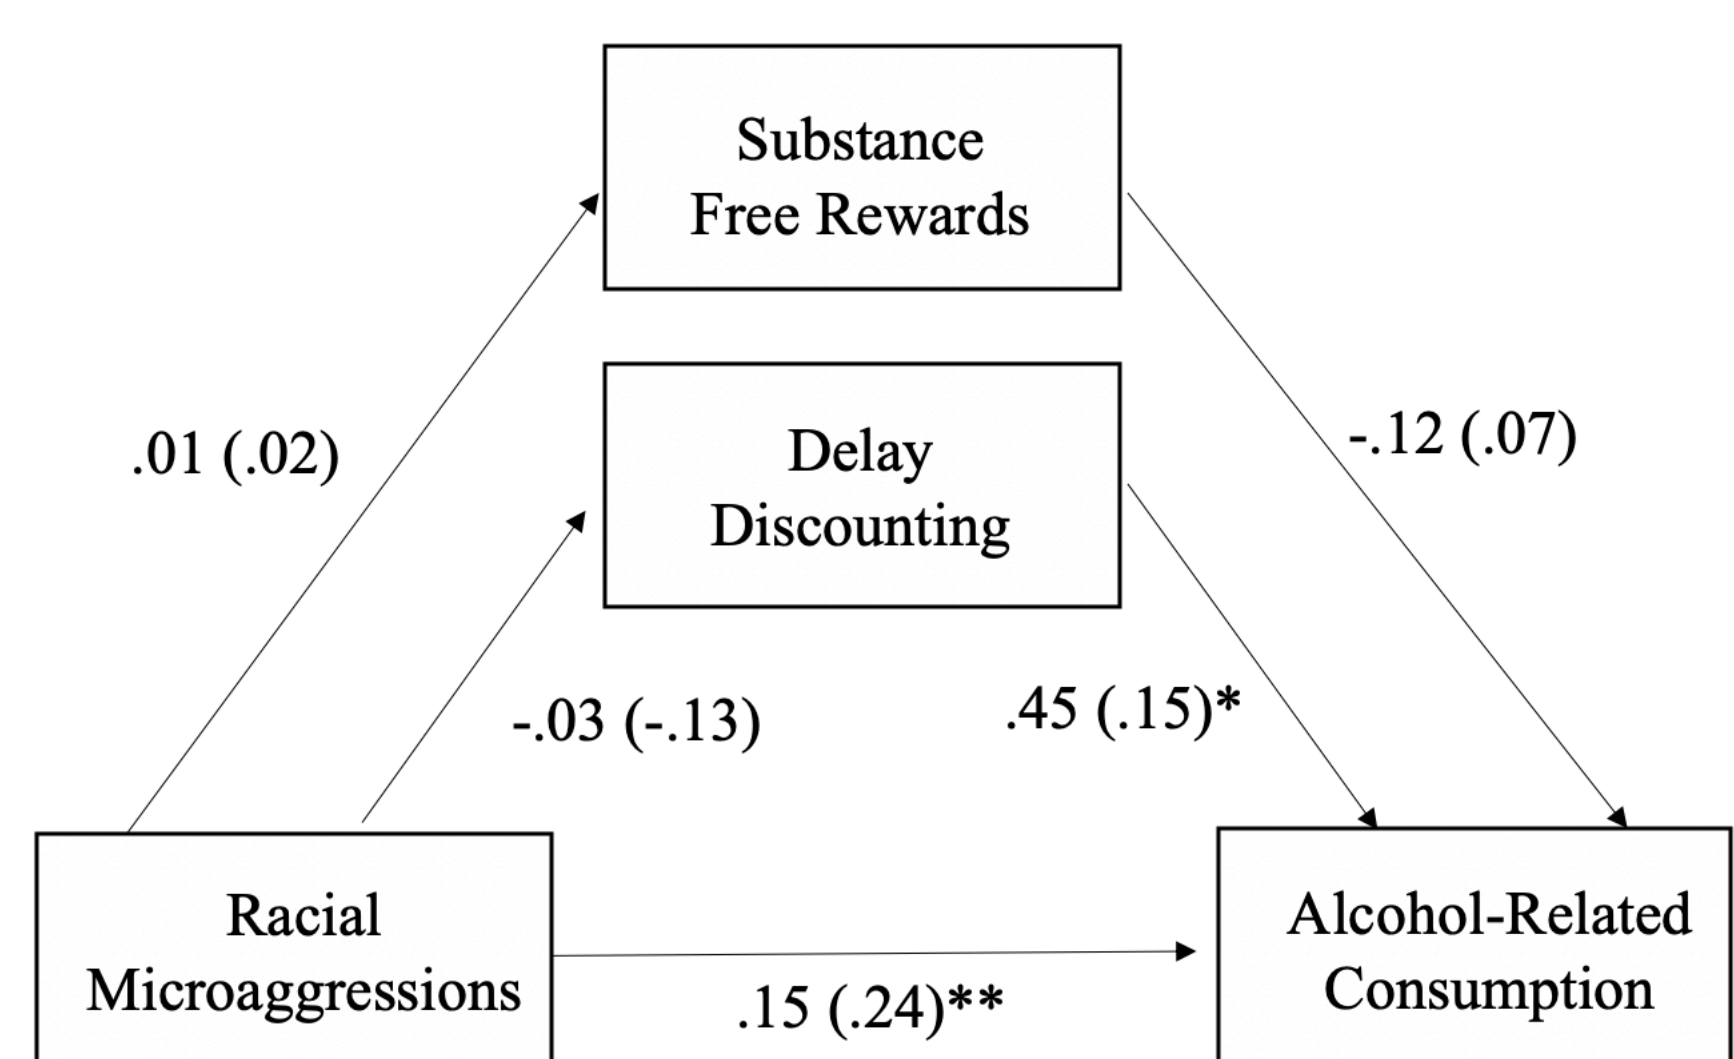 Substance
Free Rewards
Delay
Discounting
.01 (.02)
-.12 (.07)
-.03 (-.13)
.45 (.15)*
Racial
Microaggressions
Alcohol-Related
Consumption
.15 (.24)**